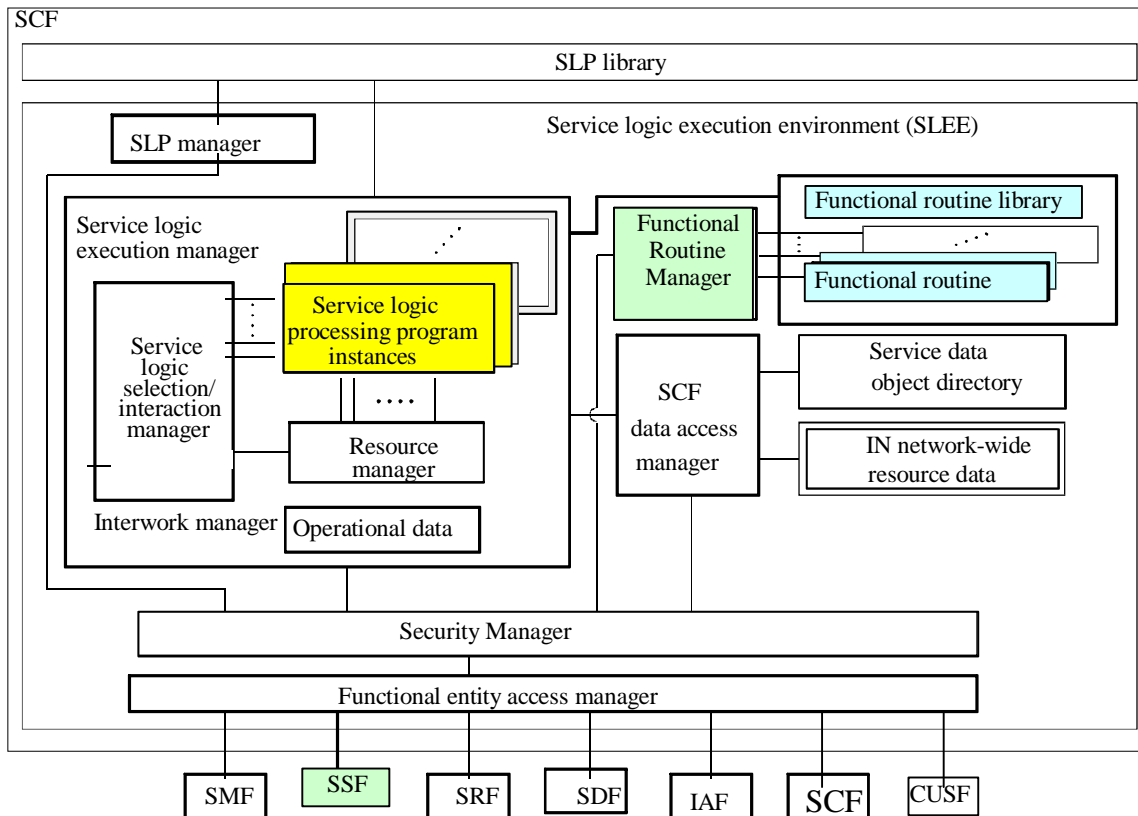 SCF
SLP library
SLP manager
Service logic execution environment (SLEE)
Service logic
execution manager
Functional
Routine
Manager
Functional routine library
Functional routine
Service logic
processing program
instances
Service
logic
selection/
interaction
manager
Resource
manager
Interwork manager
Operational data
SCF
data access
manager
Service data
object directory
IN network-wide
resource data
Security Manager
Functional entity access manager
SMF
SSF
SRF
SDF
IAF
SCF
CUSF